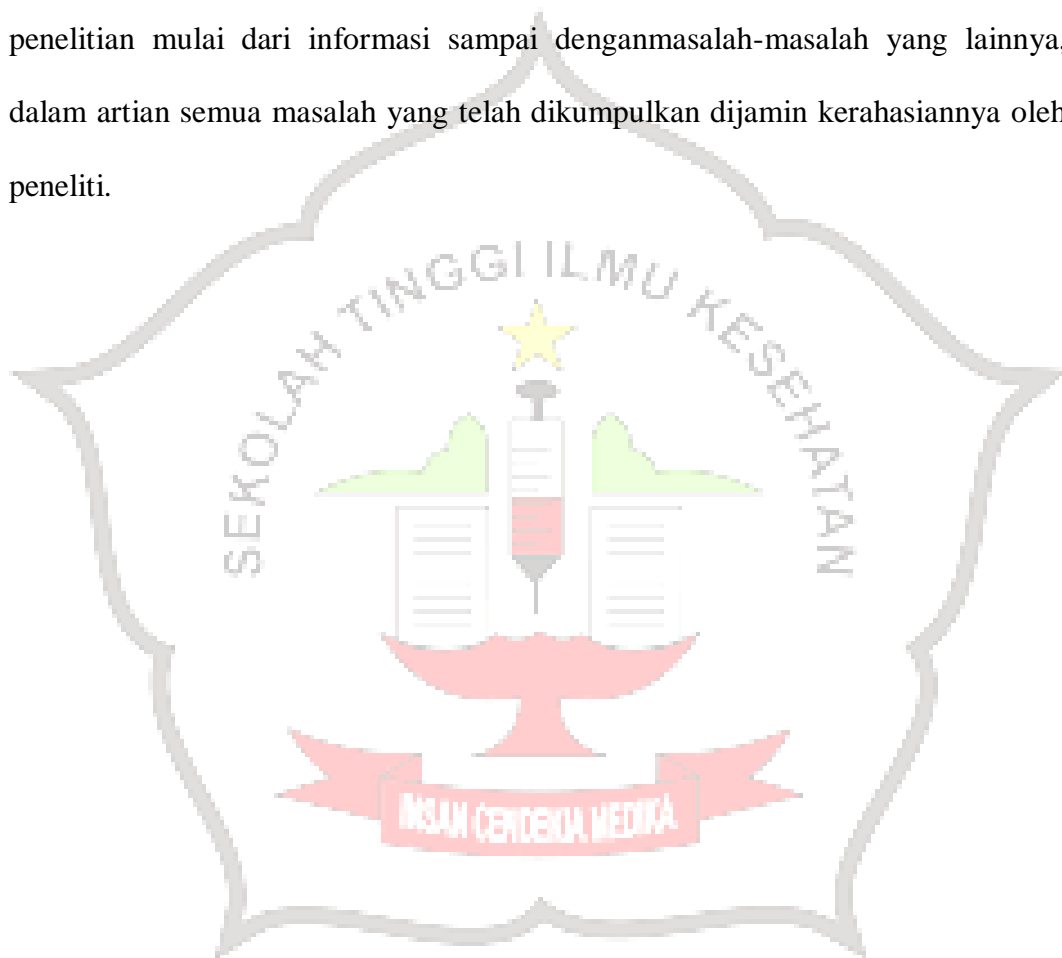 penelitian mulai dari informasi sampai denganmasalah-masalah yang lainnya,
dalam artian semua masalah yang telah dikumpulkan dijamin kerahasiannya oleh
peneliti.
SEKOLAH TINGGI ILMU KESEHATAN
INSAN CENDEKIA MEDIKA